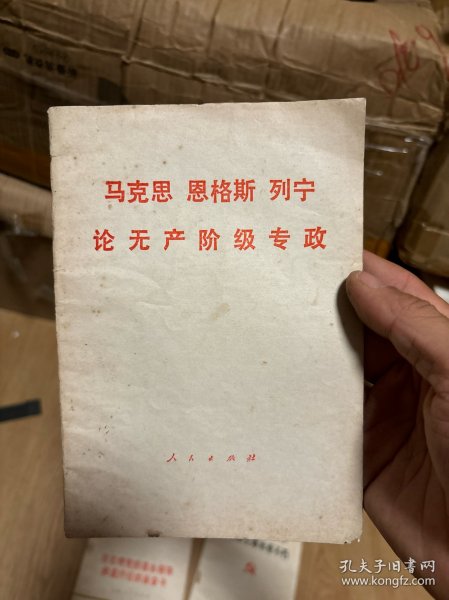 马克思 恩格斯 列宁
论无产阶级专政
人民出版社
孔夫子旧书网
www.kongfz.com